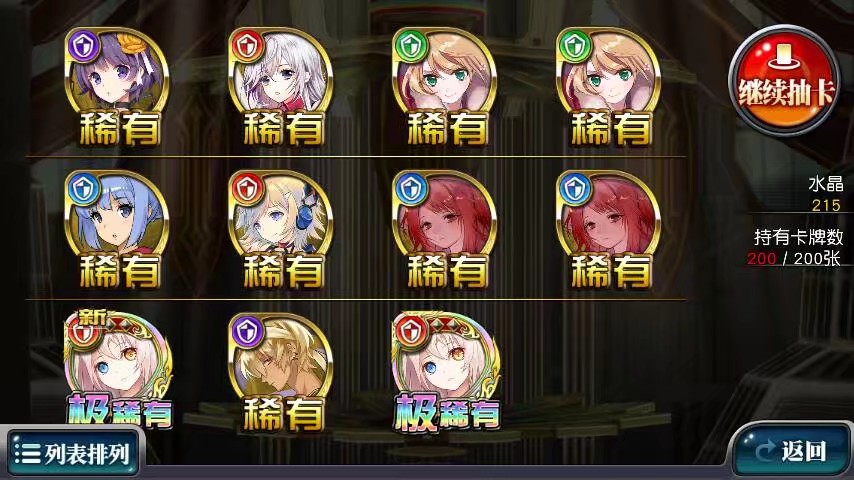 稀有
稀有
稀有
稀有
继续抽卡
稀有
稀有
稀有
稀有
水晶
215
持有卡牌数
200 / 200张
新
极稀有
稀有
极稀有
列表排列
返回